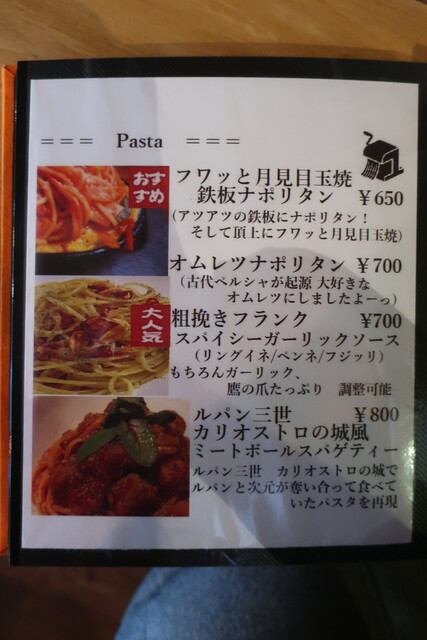 === Pasta ===
おす
すめ
フワッと月見目玉焼
鉄板ナポリタン ￥650
(アツアツの鉄板にナポリタン！
そして頂上にフワッと月見目玉焼)
オムレツナポリタン ￥700
(古代ペルシャが起源 大好きな
オムレツにしましたよーっ)
大人気
粗挽きフランク ￥700
スパイシーガーリックソース
(リングイネ/ペンネ/フジッリ)
もちろんガーリック、
鷹の爪たっぷり 調整可能
ルパン三世 ￥800
カリオストロの城風
ミートボールスパゲティー
ルパン三世 カリオストロの城で
ルパンと次元が奪い合って食べて
いたパスタを再現